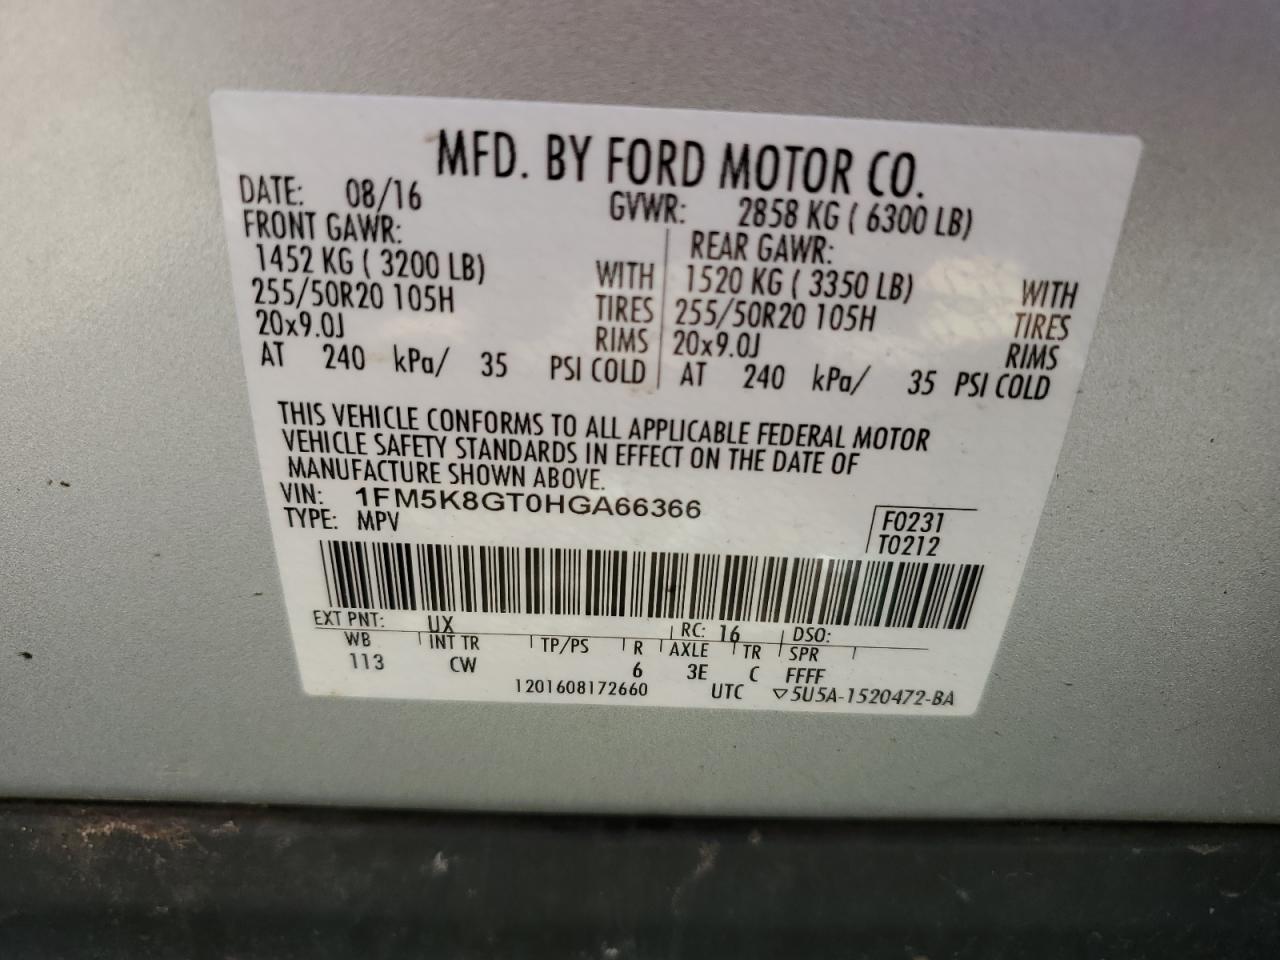 MFD. BY FORD MOTOR CO.
DATE: 08/16 GVWR: 2858 KG ( 6300 LB)
FRONT GAWR: REAR GAWR:
1452 KG ( 3200 LB) WITH 1520 KG ( 3350 LB) WITH
255/50R20 105H TIRES 255/50R20 105H TIRES
20x9.0J RIMS 20x9.0J RIMS
AT 240 kPa/ 35 PSI COLD AT 240 kPa/ 35 PSI COLD
THIS VEHICLE CONFORMS TO ALL APPLICABLE FEDERAL MOTOR
VEHICLE SAFETY STANDARDS IN EFFECT ON THE DATE OF
MANUFACTURE SHOWN ABOVE.
VIN: 1FM5K8GT0HGA66366
TYPE: MPV
F0231
T0212
EXT PNT: UX RC: 16 DSO:
WB INT TR TP/PS R AXLE TR SPR
113 CW 6 3E C FFFF
1201608172660 UTC ▽5U5A-1520472-BA